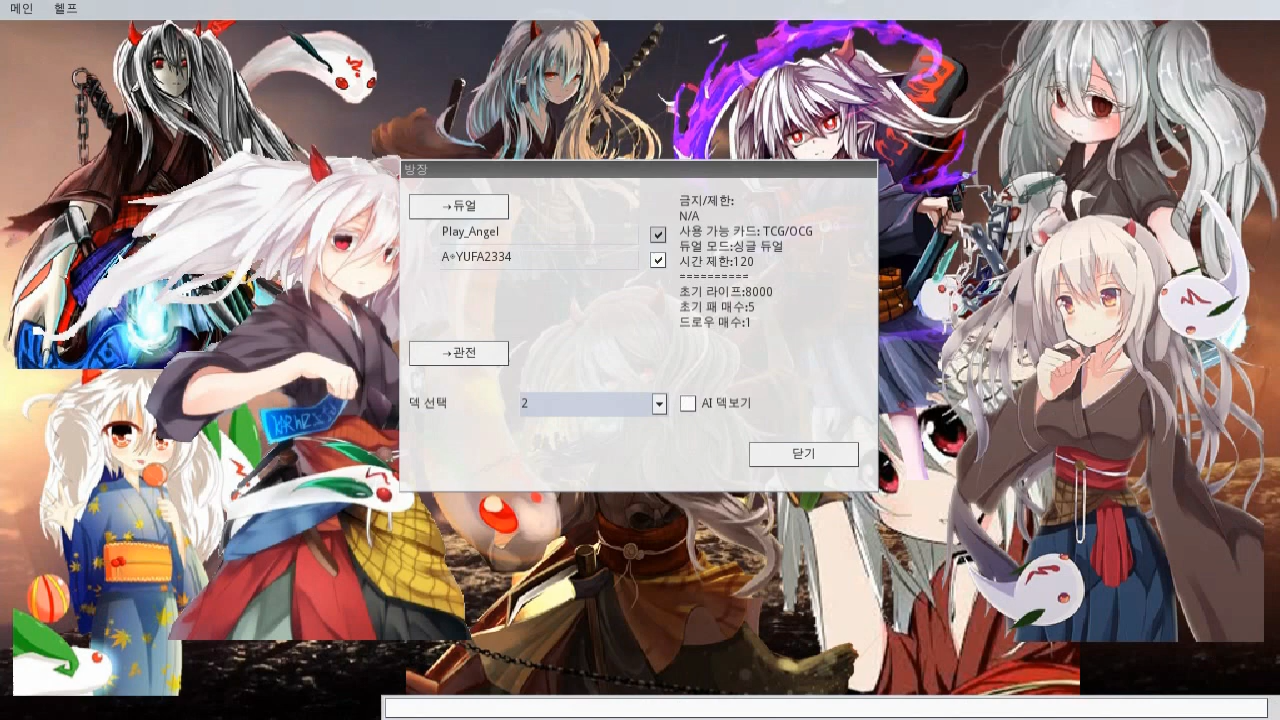 메인 헬프
방장
→듀얼
Play_Angel
A*YUFA2334
→관전
덱 선택
2
AI 덱보기
닫기
금지/제한:
N/A
사용 가능 카드: TCG/OCG
듀얼 모드:싱글 듀얼
시간 제한:120
==========
초기 라이프:8000
초기 패 매수:5
드로우 매수:1